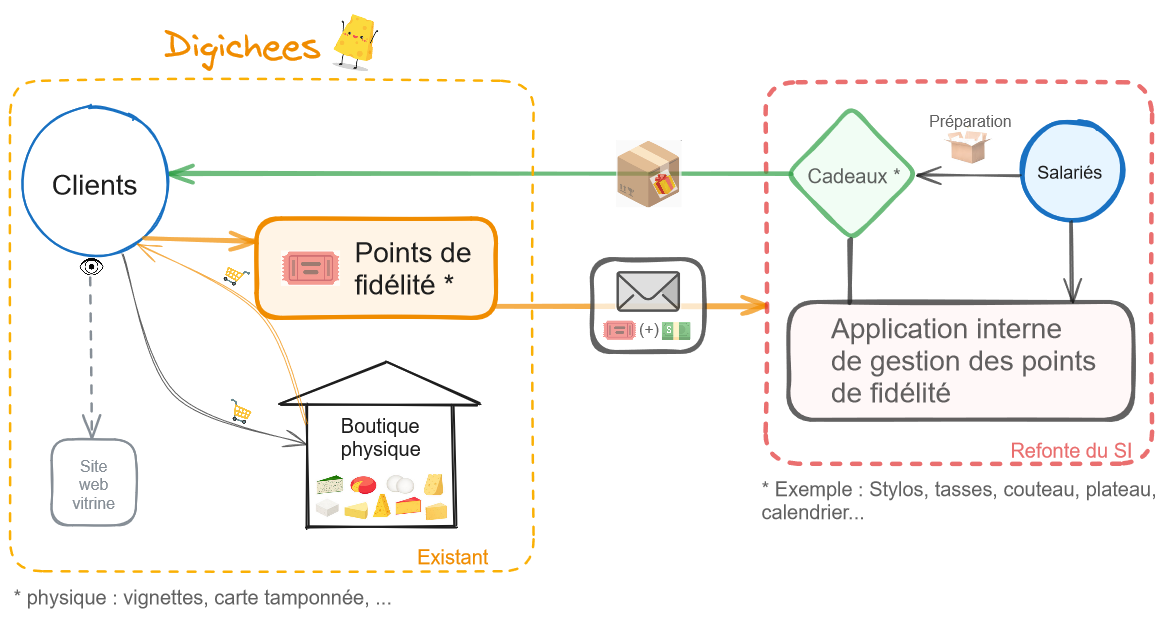 Digichees
Clients
Points de
fidélité *
Boutique
physique
Site
web
vitrine
Existant
* physique : vignettes, carte tamponnée, ...
(+)
$
Préparation
Cadeaux *
Salariés
Application interne
de gestion des points
de fidélité
Refonte du SI
* Exemple : Stylos, tasses, couteau, plateau,
calendrier...